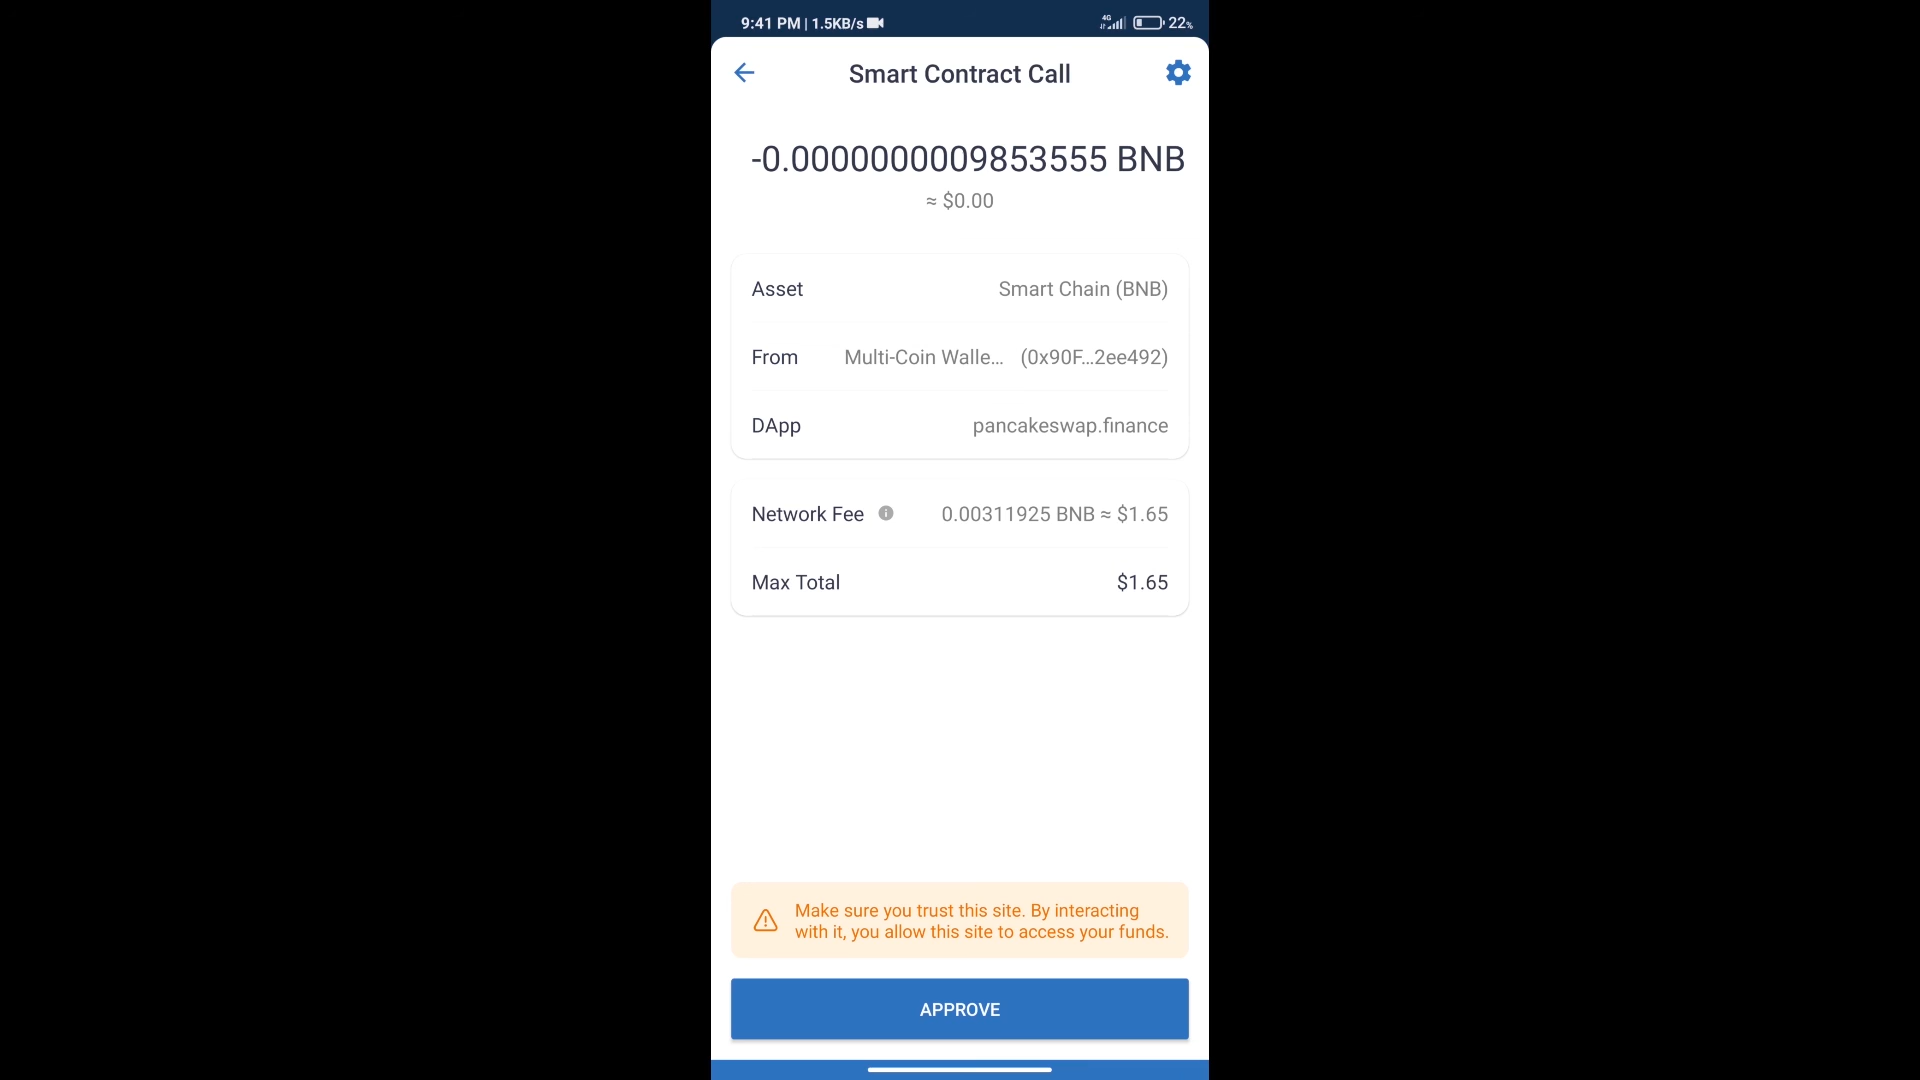 9:41 PM | 1.5KB/s 4G 22%
Smart Contract Call
-0.0000000009853555 BNB
≈ $0.00
Asset Smart Chain (BNB)
From Multi-Coin Walle... (0x90F...2ee492)
DApp pancakeswap.finance
Network Fee 0.00311925 BNB ≈ $1.65
Max Total $1.65
Make sure you trust this site. By interacting
with it, you allow this site to access your funds.
APPROVE